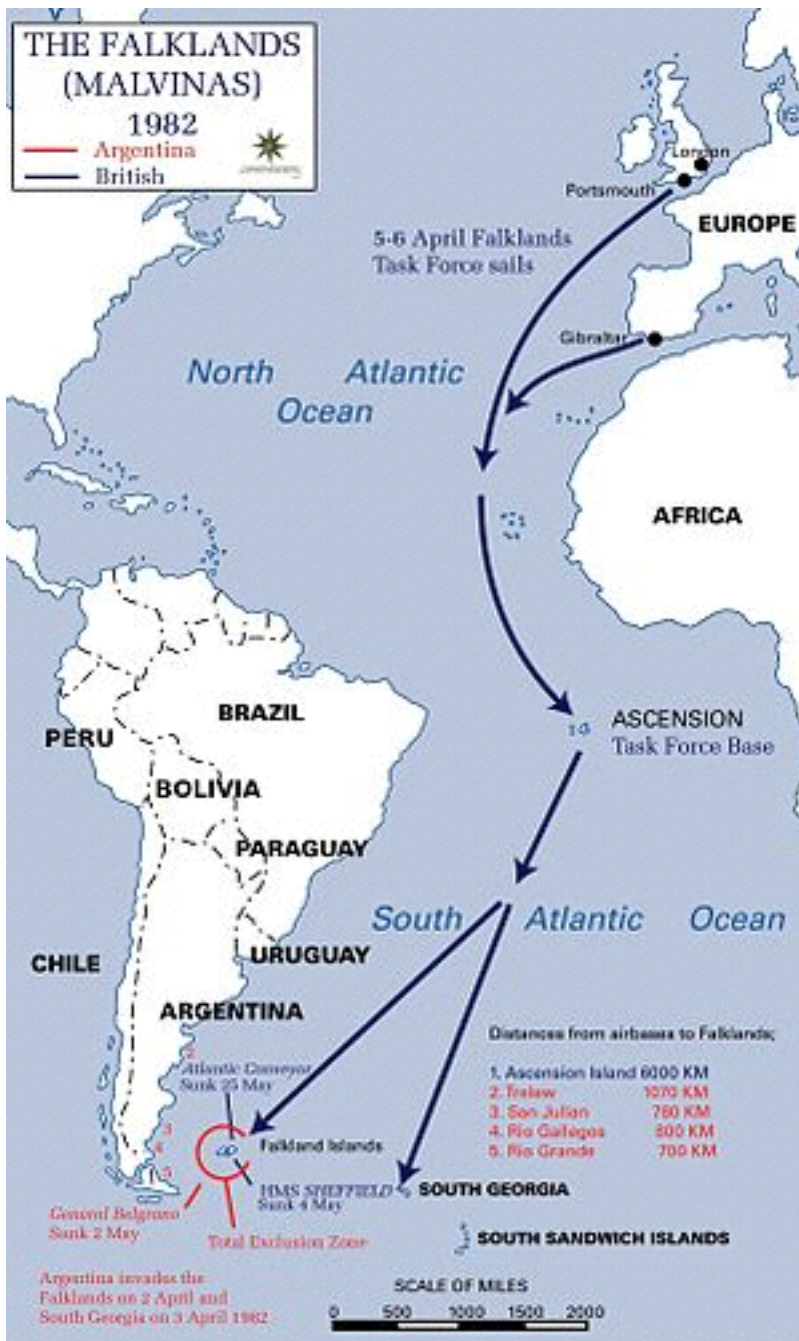 THE FALKLANDS
(MALVINAS)
1982
Argentina
British
London
Portsmouth
EUROPE
5-6 April Falklands
Task Force sails
Gibraltar
North Atlantic
Ocean
AFRICA
ASCENSION
Task Force Base
BRAZIL
PERU
BOLIVIA
PARAGUAY
South Atlantic Ocean
CHILE
URUGUAY
ARGENTINA
Distances from airbases to Falklands;
1. Ascension Island 6000 KM
2. Trelew 1070 KM
3. San Julian 780 KM
4. Rio Gallegos 800 KM
5. Rio Grande 700 KM
2
Atlantic Conveyor
Sunk 25 May
3
4
5
Falkland Islands
HMS SHEFFIELD
Sunk 4 May
SOUTH GEORGIA
General Belgrano
Sunk 2 May
Total Exclusion Zone
SOUTH SANDWICH ISLANDS
Argentina invades the
Falklands on 2 April and
South Georgia on 3 April 1982
SCALE OF MILES
0 500 1000 1500 2000